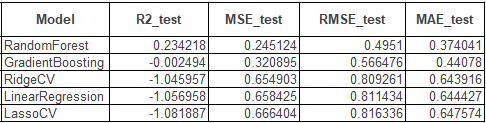 Model R2_test MSE_test RMSE_test MAE_test
RandomForest 0.234218 0.245124 0.4951 0.374041
GradientBoosting -0.002494 0.320895 0.566476 0.44078
RidgeCV -1.045957 0.654903 0.809261 0.643916
LinearRegression -1.056958 0.658425 0.811434 0.644427
LassoCV -1.081887 0.666404 0.816336 0.647574